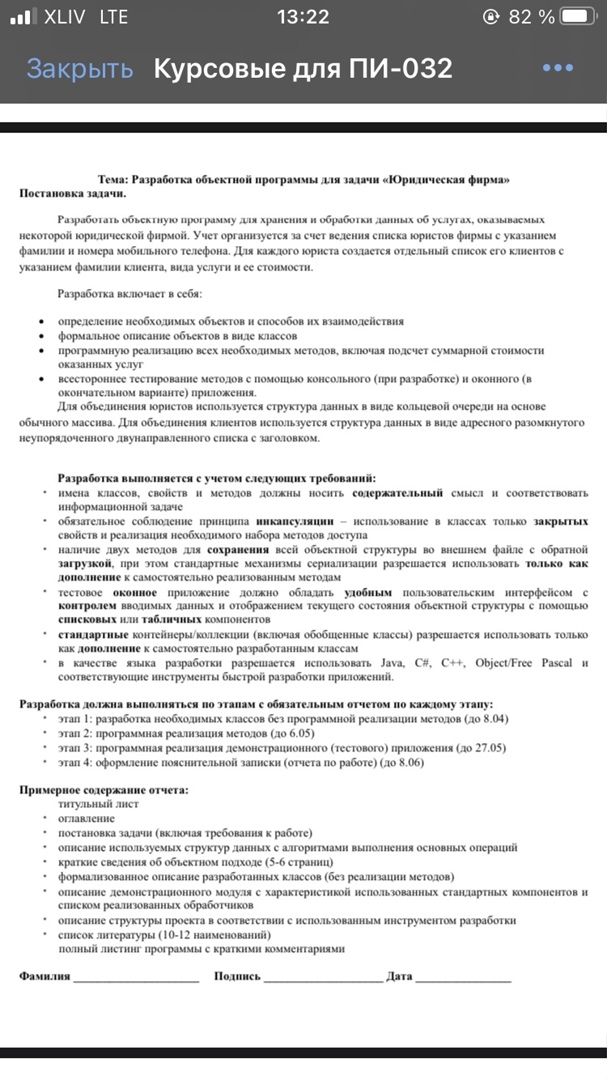 XLIV LTE 13:22 82 %
Закрыть Курсовые для ПИ-032 •••
Тема: Разработка объектной программы для задачи «Юридическая фирма»
Постановка задачи.
Разработать объектную программу для хранения и обработки данных об услугах, оказываемых
некоторой юридической фирмой. Учет организуется за счет ведения списка юристов фирмы с указанием
фамилии и номера мобильного телефона. Для каждого юриста создается отдельный список его клиентов с
указанием фамилии клиента, вида услуги и ее стоимости.
Разработка включает в себя:
• определение необходимых объектов и способов их взаимодействия
• формальное описание объектов в виде классов
• программную реализацию всех необходимых методов, включая подсчет суммарной стоимости
оказанных услуг
• всестороннее тестирование методов с помощью консольного (при разработке) и оконного (в
окончательном варианте) приложения.
Для объединения юристов используется структура данных в виде кольцевой очереди на основе
обычного массива. Для объединения клиентов используется структура данных в виде адресного разомкнутого
неупорядоченного двунаправленного списка с заголовком.
Разработка выполняется с учетом следующих требований:
• имена классов, свойств и методов должны носить содержательный смысл и соответствовать
информационной задаче
• обязательное соблюдение принципа инкапсуляции – использование в классах только закрытых
свойств и реализация необходимого набора методов доступа
• наличие двух методов для сохранения всей объектной структуры во внешнем файле с обратной
загрузкой, при этом стандартные механизмы сериализации разрешается использовать только как
дополнение к самостоятельно реализованным методам
• тестовое оконное приложение должно обладать удобным пользовательским интерфейсом с
контролем вводимых данных и отображением текущего состояния объектной структуры с помощью
списковых или табличных компонентов
• стандартные контейнеры/коллекции (включая обобщенные классы) разрешается использовать только
как дополнение к самостоятельно разработанным классам
• в качестве языка разработки разрешается использовать Java, C#, C++, Object/Free Pascal и
соответствующие инструменты быстрой разработки приложений.
Разработка должна выполняться по этапам с обязательным отчетом по каждому этапу:
• этап 1: разработка необходимых классов без программной реализации методов (до 8.04)
• этап 2: программная реализация методов (до 6.05)
• этап 3: программная реализация демонстрационного (тестового) приложения (до 27.05)
• этап 4: оформление пояснительной записки (отчета по работе) (до 8.06)
Примерное содержание отчета:
титульный лист
• оглавление
• постановка задачи (включая требования к работе)
• описание используемых структур данных с алгоритмами выполнения основных операций
• краткие сведения об объектном подходе (5-6 страниц)
• формализованное описание разработанных классов (без реализации методов)
• описание демонстрационного модуля с характеристикой использованных стандартных компонентов и
списком реализованных обработчиков
• описание структуры проекта в соответствии с использованным инструментом разработки
• список литературы (10-12 наименований)
полный листинг программы с краткими комментариями
Фамилия ____________________ Подпись ___________________ Дата _______________